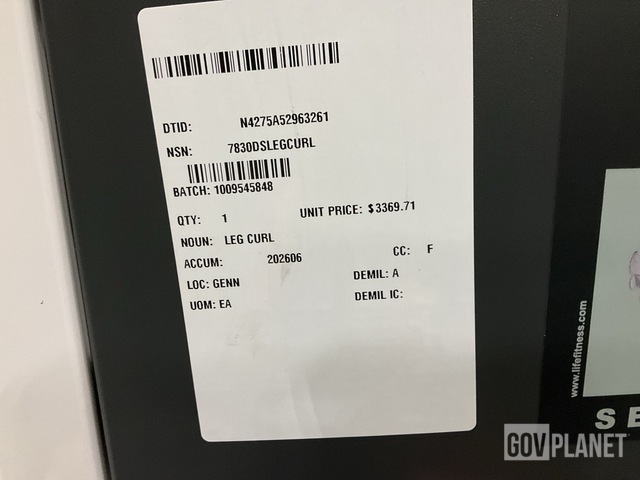 DTID: N4275A52963261
NSN: 7830DSLEGCURL
BATCH: 1009545848
QTY: 1 UNIT PRICE: $3369.71
NOUN: LEG CURL
ACCUM: 202606 CC: F
LOC: GENN DEMIL: A
UOM: EA DEMIL IC:
www.lifefitness.com
SE
GOVPLANET